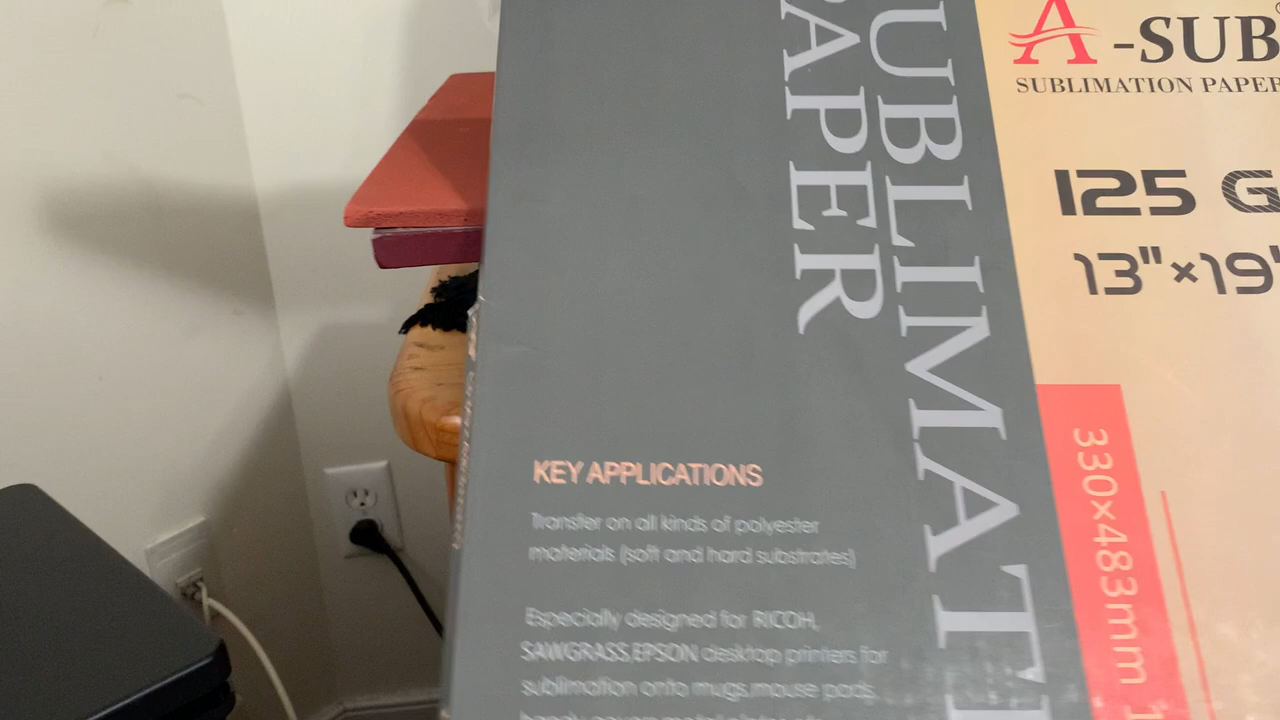 UBLIMATI
PAPER
A-SUB
SUBLIMATION PAPER
125 G
13"×19"
330×483mm
KEY APPLICATIONS
Transfer on all kinds of polyester
materials (soft and hard substrates)
Especially designed for RICOH,
SAWGRASS,EPSON desktop printers for
sublimation onto mugs,mouse pads,